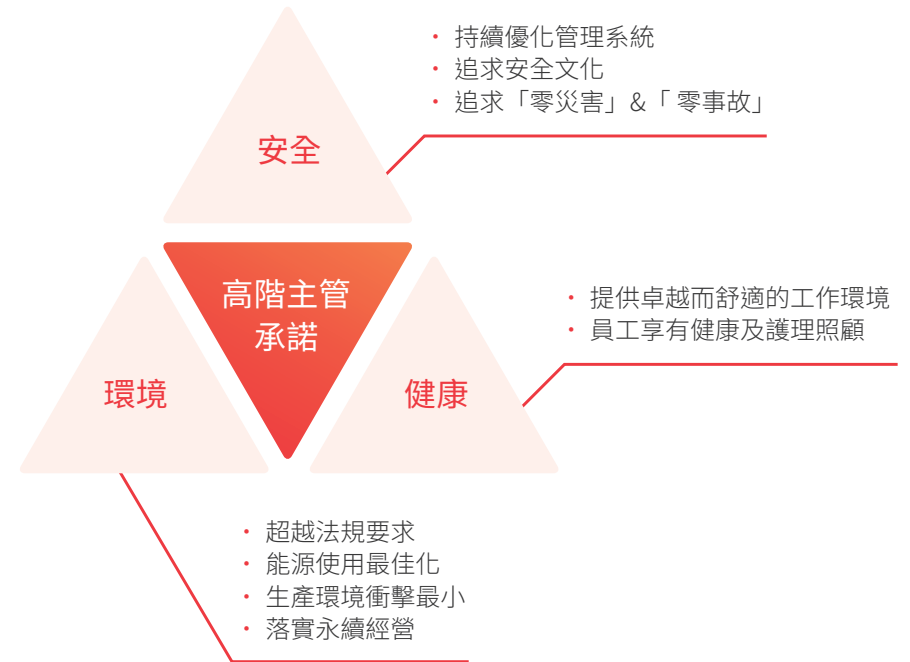 ・ 持續優化管理系統
・ 追求安全文化
・ 追求「零災害」&「 零事故」
安全
高階主管
承諾
・ 提供卓越而舒適的工作環境
・ 員工享有健康及護理照顧
環境
健康
・ 超越法規要求
・ 能源使用最佳化
・ 生產環境衝擊最小
・ 落實永續經營